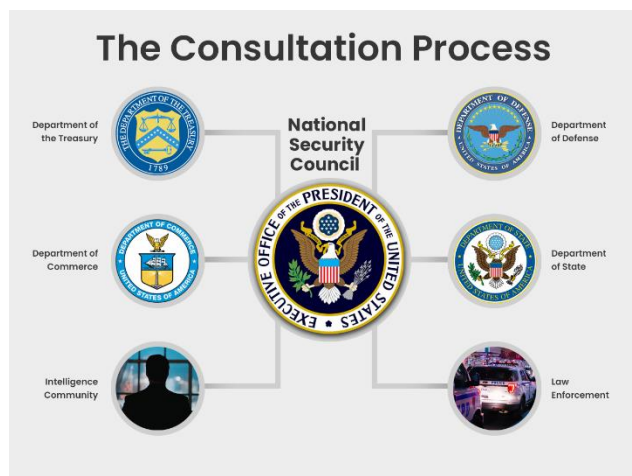 The Consultation Process
Department of
the Treasury
THE DEPARTMENT OF THE TREASURY
1789
National
Security
Council
DEPARTMENT OF DEFENSE
UNITED STATES OF AMERICA
Department
of Defense
EXECUTIVE OFFICE OF THE PRESIDENT OF THE UNITED STATES
Department of
Commerce
DEPARTMENT OF COMMERCE
UNITED STATES OF AMERICA
DEPARTMENT OF STATE
UNITED STATES OF AMERICA
Department
of State
Intelligence
Community
Law
Enforcement